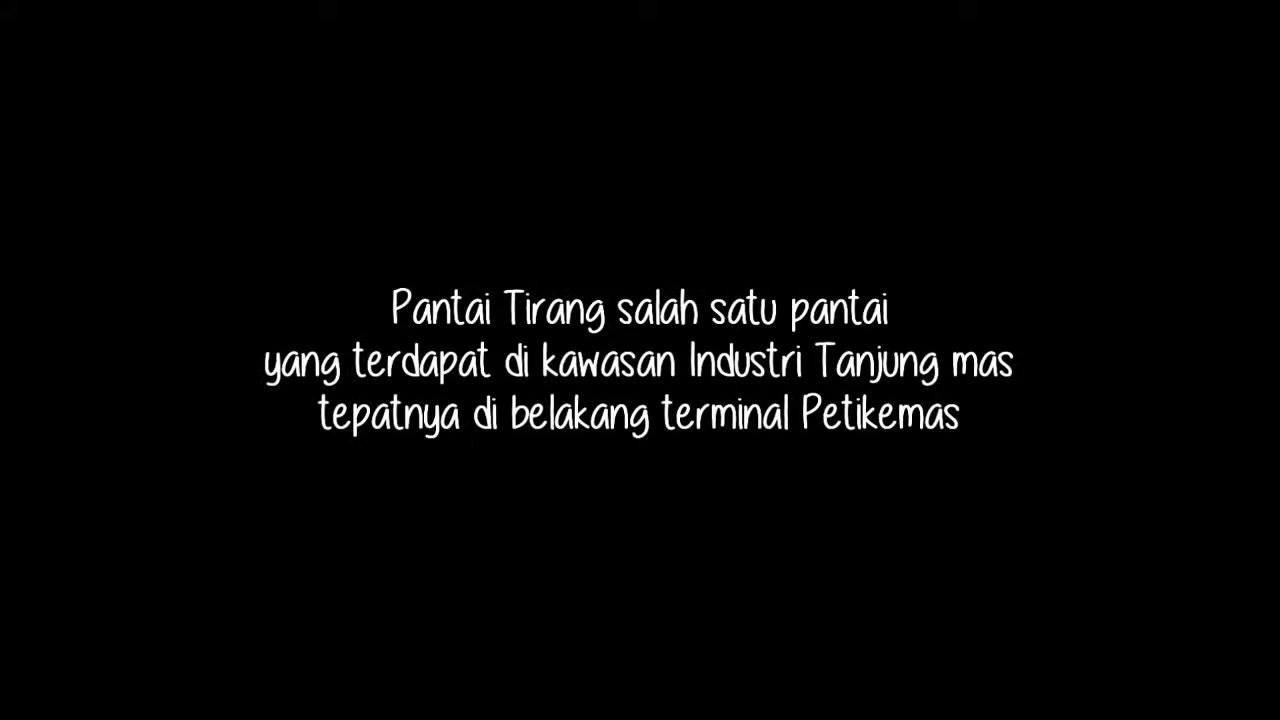 Pantai Tirang salah satu pantai
yang terdapat di kawasan Industri Tanjung mas
tepatnya di belakang terminal Petikemas